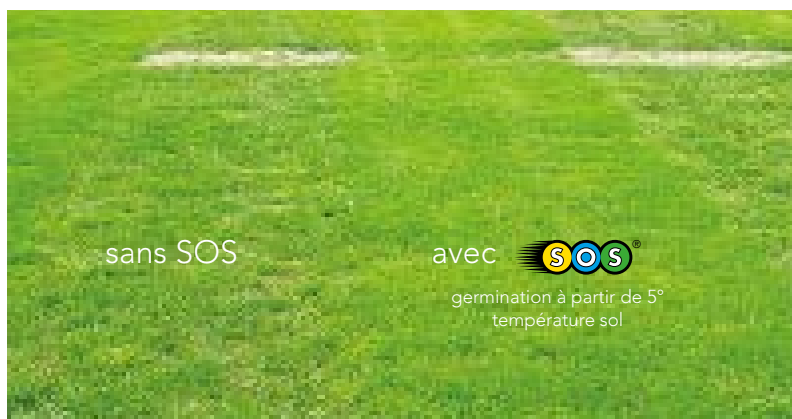 sans SOS
avec SOS®
germination à partir de 5°
température sol